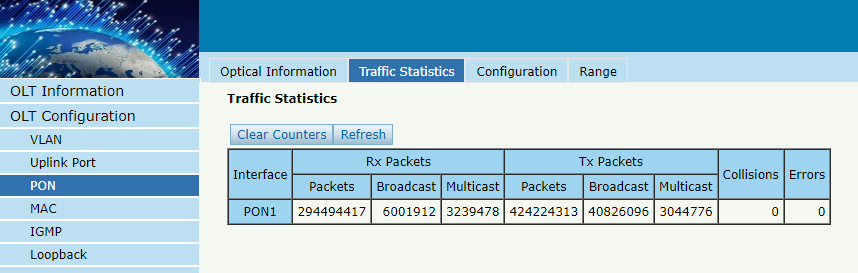 OLT Information
OLT Configuration
VLAN
Uplink Port
PON
MAC
IGMP
Loopback
Optical Information Traffic Statistics Configuration Range
Traffic Statistics
Clear Counters Refresh
Interface Rx Packets Tx Packets Collisions Errors
Packets Broadcast Multicast Packets Broadcast Multicast
PON1 294494417 6001912 3239478 424224313 40826096 3044776 0 0